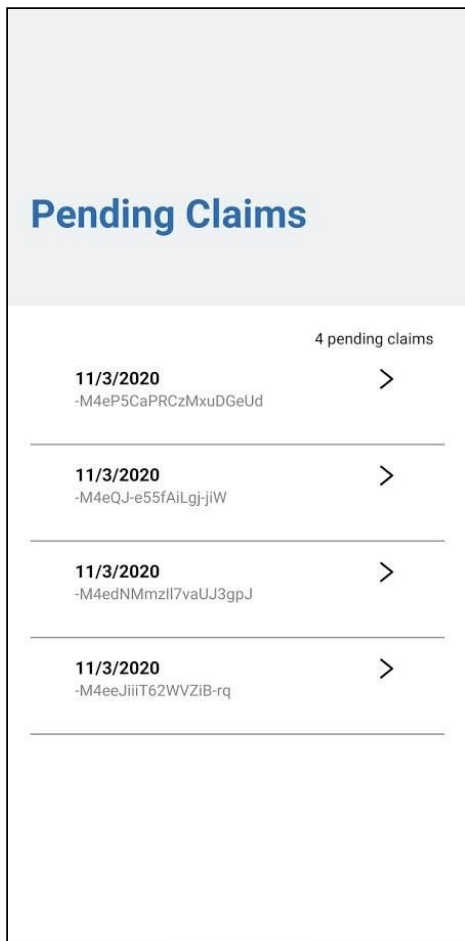 Pending Claims
4 pending claims
11/3/2020
-M4eP5CaPRCzMxuDGeUd
11/3/2020
-M4eQJ-e55fAiLgj-jiW
11/3/2020
-M4edNMmzIl7vaUJ3gpJ
11/3/2020
-M4eeJiiiT62WVZiB-rq